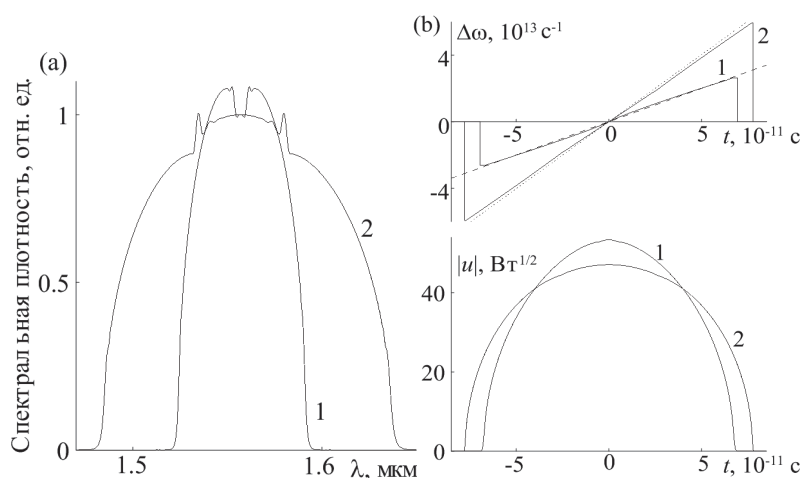 (a)
Спектральная плотность, отн. ед.
1
0.5
0
1.5
1.6
λ, мкм
1
2
(b)
Δω, 10¹³ с⁻¹
4
0
-4
-5
0
5
t, 10⁻¹¹ с
1
2
|u|, Вт¹/²
40
20
0
-5
0
5
t, 10⁻¹¹ с
1
2